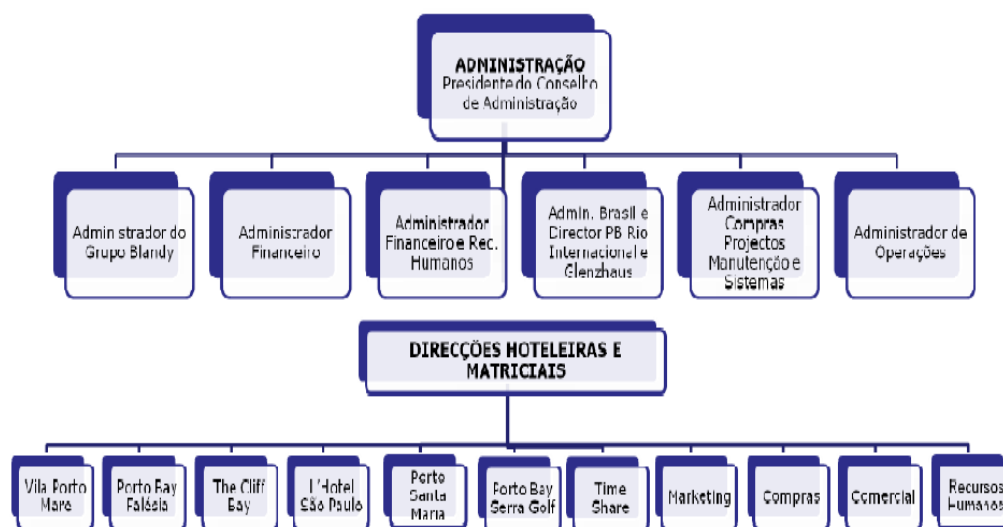 ADMINISTRAÇÃO
Presidente do Conselho
de Administração
Administrador do
Grupo Blandy
Administrador
Financeiro
Administrador
Financeiro e Rec.
Humanos
Admin. Brasil e
Director PB Rio
Internacional e
Glenzhaus
Administrador
Compras
Projectos
Manutenção e
Sistemas
Administrador de
Operações
DIRECÇÕES HOTELEIRAS E
MATRICIAIS
Vila Porto
Mare
Porto Bay
Falésia
The Cliff
Bay
L'Hotel
São Paulo
Porto
Santa
Maria
Porto Bay
Serra Golf
Time
Share
Marketing
Compras
Comercial
Recursos
Humanos